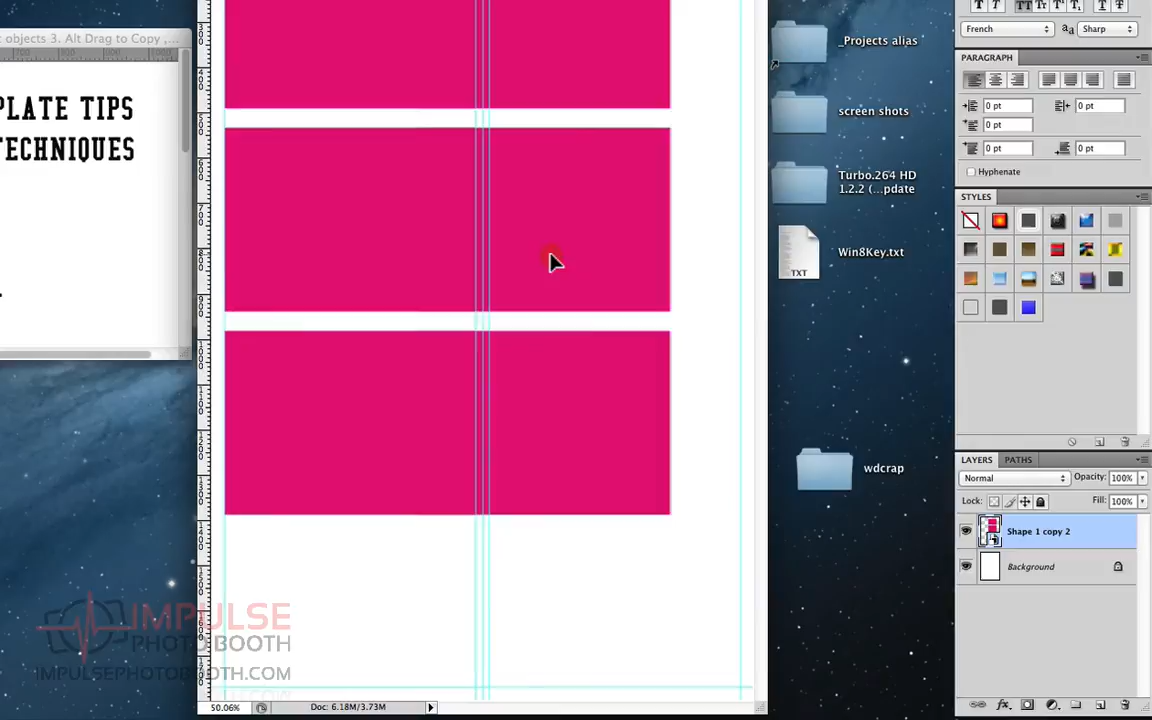 objects 3. Alt Drag to Copy ,...
700
PLATE TIPS
TECHNIQUES
_Projects alias
screen shots
Turbo.264 HD
1.2.2 (...pdate
Win8Key.txt
TXT
wdcrap
French
Sharp
PARAGRAPH
0 pt
0 pt
0 pt
0 pt
0 pt
Hyphenate
STYLES
LAYERS
PATHS
Normal
Opacity:
100%
Lock:
Fill:
100%
Shape 1 copy 2
Background
IMPULSE
PHOTO BOOTH
IMPULSEPHOTOBOOTH.COM
50.06%
Doc: 6.18M/3.73M